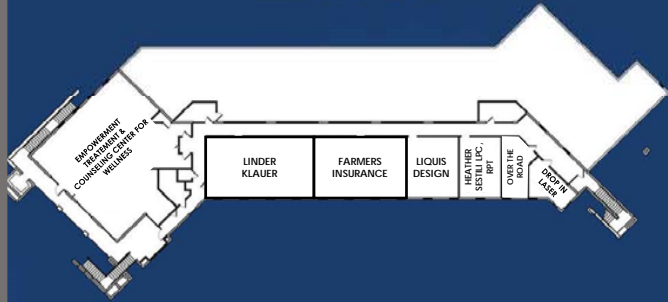 EMPOWERMENT
TREATEMENT &
COUNSELING CENTER FOR
WELLNESS
LINDER
KLAUER
FARMERS
INSURANCE
LIQUIS
DESIGN
HEATHER
SESTILI LPC,
RPT
OVER THE
ROAD
DROP IN
LASER